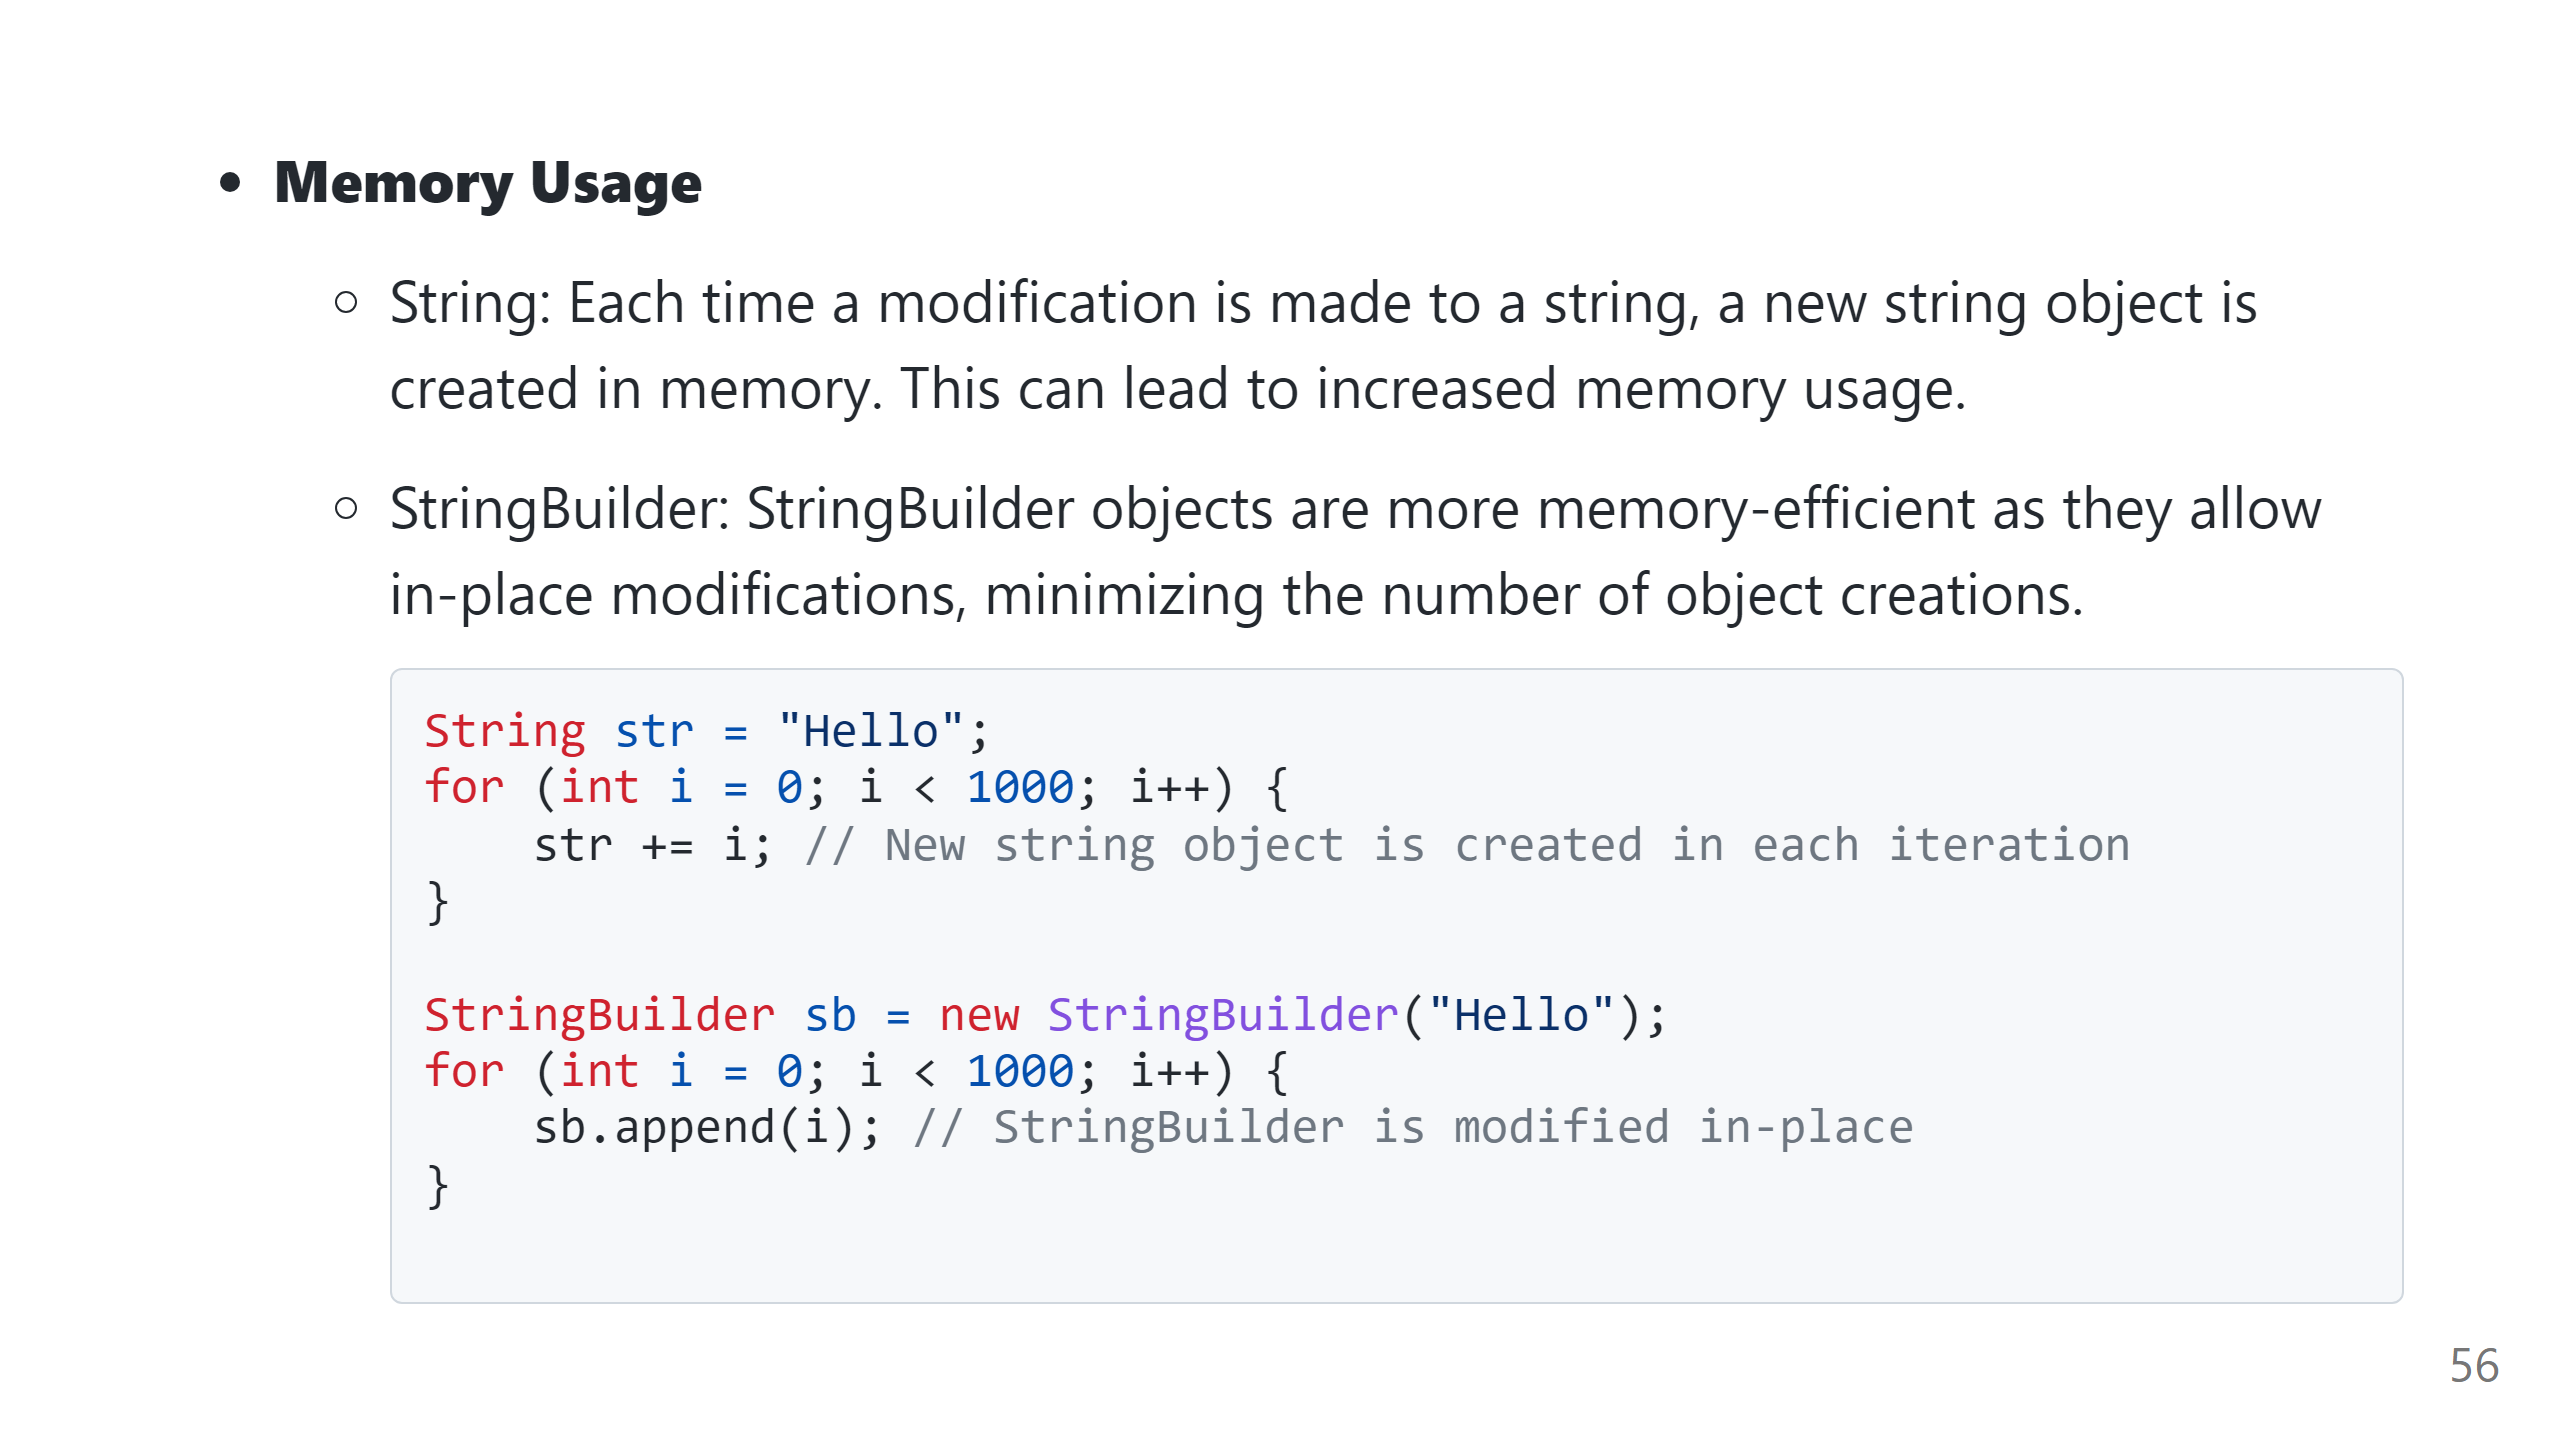 • Memory Usage
○ String: Each time a modification is made to a string, a new string object is
created in memory. This can lead to increased memory usage.
○ StringBuilder: StringBuilder objects are more memory-efficient as they allow
in-place modifications, minimizing the number of object creations.
String str = "Hello";
for (int i = 0; i < 1000; i++) {
    str += i; // New string object is created in each iteration
}

StringBuilder sb = new StringBuilder("Hello");
for (int i = 0; i < 1000; i++) {
    sb.append(i); // StringBuilder is modified in-place
}
56